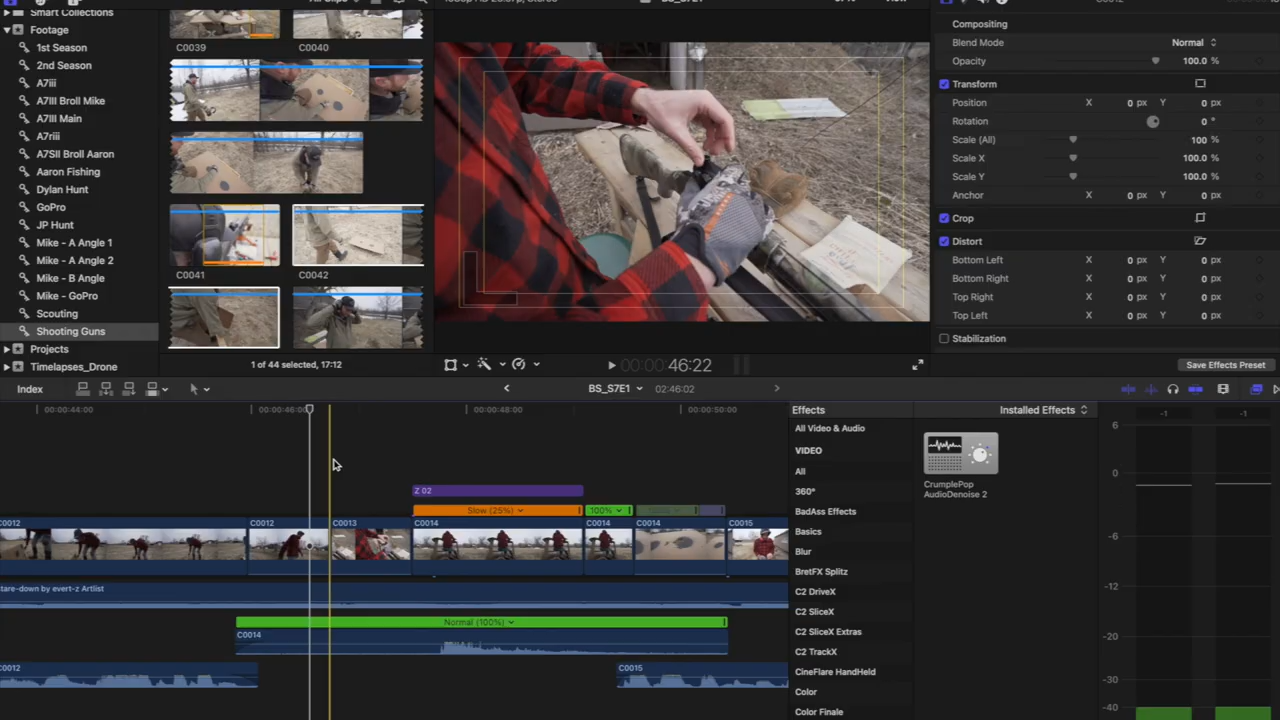 Smart Collections
Footage
1st Season
2nd Season
A7iii
A7III Broll Mike
A7III Main
A7riii
A7SII Broll Aaron
Aaron Fishing
Dylan Hunt
GoPro
JP Hunt
Mike - A Angle 1
Mike - A Angle 2
Mike - B Angle
Mike - GoPro
Scouting
Shooting Guns
Projects
Timelapses_Drone
All Clips
C0039
C0040
C0041
C0042
1 of 44 selected, 17:12
BS_S7E1
View
00:00:46:22
C0012
Compositing
Blend Mode
Normal
Opacity
100.0 %
Transform
Position X 0 px Y 0 px
Rotation 0 °
Scale (All) 100 %
Scale X 100.0 %
Scale Y 100.0 %
Anchor X 0 px Y 0 px
Crop
Distort
Bottom Left X 0 px Y 0 px
Bottom Right X 0 px Y 0 px
Top Right X 0 px Y 0 px
Top Left X 0 px Y 0 px
Stabilization
Save Effects Preset
Index
BS_S7E1
02:46:02
00:00:44:00
00:00:46:00
00:00:48:00
00:00:50:00
Z 02
Slow (25%)
100%
C0012
C0012
C0013
C0014
C0014
C0014
C0015
stare-down by evert-z Artlist
Normal (100%)
C0014
C0012
C0015
Effects
Installed Effects
All Video & Audio
VIDEO
All
360°
BadAss Effects
Basics
Blur
BretFX Splitz
C2 DriveX
C2 SliceX
C2 SliceX Extras
C2 TrackX
CineFlare HandHeld
Color
Color Finale
CrumplePop
AudioDenoise 2
-1
-1
6
0
-6
-12
-20
-30
-40